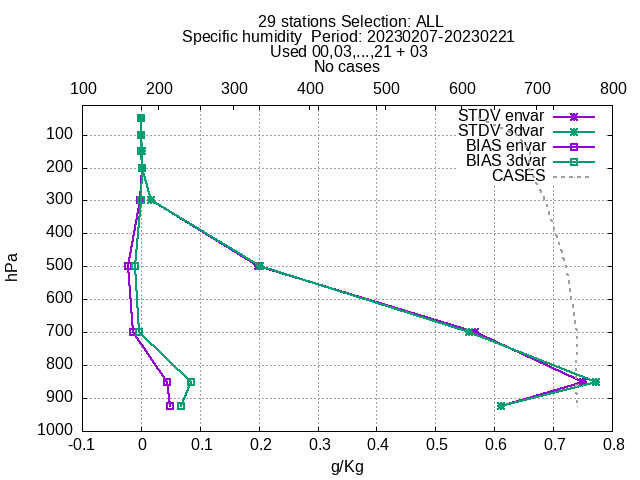 29 stations Selection: ALL
Specific humidity  Period: 20230207-20230221
Used 00,03,...,21 + 03
No cases
100 200 300 400 500 600 700 800
STDV envar
STDV 3dvar
BIAS envar
BIAS 3dvar
CASES
hPa
100
200
300
400
500
600
700
800
900
1000
-0.1 0 0.1 0.2 0.3 0.4 0.5 0.6 0.7 0.8
g/Kg